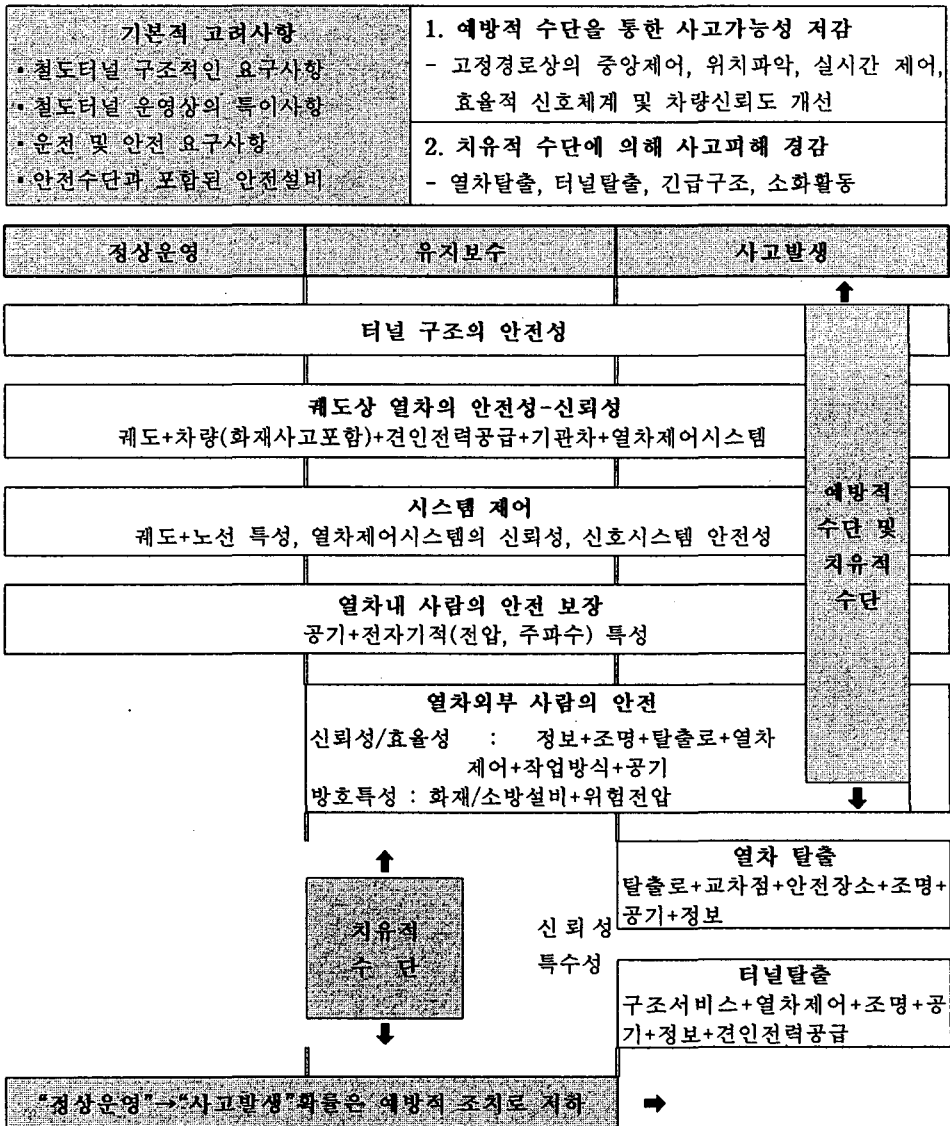 기본적 고려사항
• 철도터널 구조적인 요구사항
• 철도터널 운영상의 특이사항
• 운전 및 안전 요구사항
• 안전수단과 포함된 안전설비
1. 예방적 수단을 통한 사고가능성 저감
- 고정경로상의 중앙제어, 위치파악, 실시간 제어,
효율적 신호체계 및 차량신뢰도 개선
2. 치유적 수단에 의해 사고피해 경감
- 열차탈출, 터널탈출, 긴급구조, 소화활동
정상운영 유지보수 사고발생
터널 구조의 안전성
궤도상 열차의 안전성-신뢰성
궤도+차량(화재사고포함)+견인전력공급+기관차+열차제어시스템
시스템 제어
궤도+노선 특성, 열차제어시스템의 신뢰성, 신호시스템 안전성
열차내 사람의 안전 보장
공기+전자기적(전압, 주파수) 특성
예방적
수단 및
치유적
수단
열차외부 사람의 안전
신뢰성/효율성 : 정보+조명+탈출로+열차
제어+작업방식+공기
방호특성 : 화재/소방설비+위험전압
열차 탈출
탈출로+교차점+안전장소+조명+
공기+정보
치유적
수 단
신뢰성
특수성
터널탈출
구조서비스+열차제어+조명+공
기+정보+견인전력공급
"정상운영"→"사고발생"확률은 예방적 조치로 저하